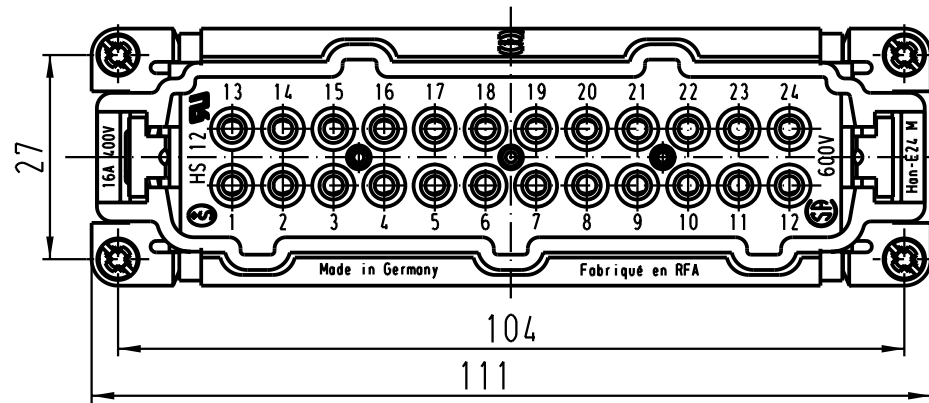 13 14 15 16 17 18 19 20 21 22 23 24
HS 12
16A 400V
600V
Han-E24 M
1 2 3 4 5 6 7 8 9 10 11 12
Made in Germany
Fabriqué en RFA
27
104
111